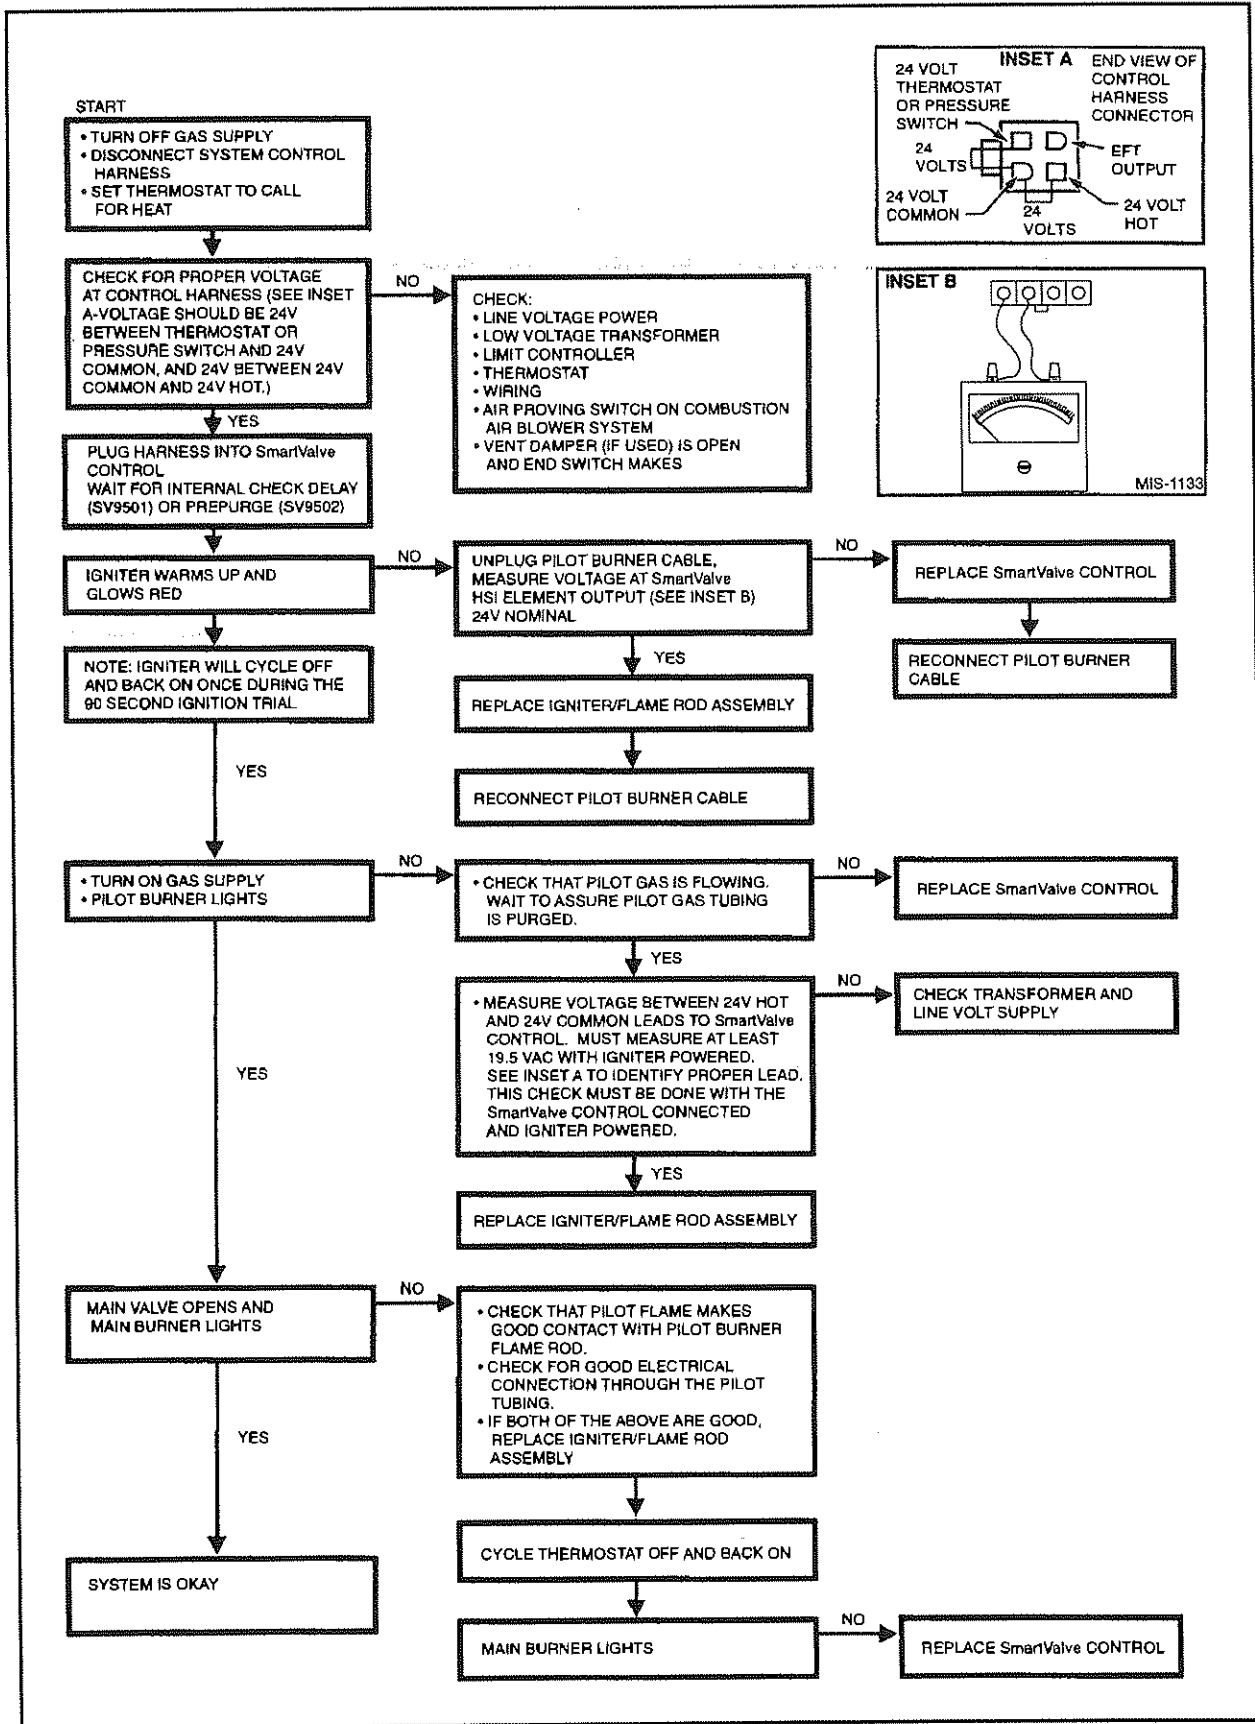 START
• TURN OFF GAS SUPPLY
• DISCONNECT SYSTEM CONTROL
HARNESS
• SET THERMOSTAT TO CALL
FOR HEAT
INSET A
END VIEW OF
CONTROL
HARNESS
CONNECTOR
24 VOLT
THERMOSTAT
OR PRESSURE
SWITCH
24
VOLTS
EFT
OUTPUT
24 VOLT
COMMON
24
VOLTS
24 VOLT
HOT
CHECK FOR PROPER VOLTAGE
AT CONTROL HARNESS (SEE INSET
A-VOLTAGE SHOULD BE 24V
BETWEEN THERMOSTAT OR
PRESSURE SWITCH AND 24V
COMMON, AND 24V BETWEEN 24V
COMMON AND 24V HOT.)
NO
CHECK:
• LINE VOLTAGE POWER
• LOW VOLTAGE TRANSFORMER
• LIMIT CONTROLLER
• THERMOSTAT
• WIRING
• AIR PROVING SWITCH ON COMBUSTION
AIR BLOWER SYSTEM
• VENT DAMPER (IF USED) IS OPEN
AND END SWITCH MAKES
INSET B
MIS-1133
YES
PLUG HARNESS INTO SmartValve
CONTROL
WAIT FOR INTERNAL CHECK DELAY
(SV9501) OR PREPURGE (SV9502)
IGNITER WARMS UP AND
GLOWS RED
NO
UNPLUG PILOT BURNER CABLE,
MEASURE VOLTAGE AT SmartValve
HSI ELEMENT OUTPUT (SEE INSET B)
24V NOMINAL
NO
REPLACE SmartValve CONTROL
RECONNECT PILOT BURNER
CABLE
YES
REPLACE IGNITER/FLAME ROD ASSEMBLY
RECONNECT PILOT BURNER CABLE
NOTE: IGNITER WILL CYCLE OFF
AND BACK ON ONCE DURING THE
90 SECOND IGNITION TRIAL
YES
• TURN ON GAS SUPPLY
• PILOT BURNER LIGHTS
NO
• CHECK THAT PILOT GAS IS FLOWING.
WAIT TO ASSURE PILOT GAS TUBING
IS PURGED.
NO
REPLACE SmartValve CONTROL
YES
• MEASURE VOLTAGE BETWEEN 24V HOT
AND 24V COMMON LEADS TO SmartValve
CONTROL. MUST MEASURE AT LEAST
19.5 VAC WITH IGNITER POWERED.
SEE INSET A TO IDENTIFY PROPER LEAD.
THIS CHECK MUST BE DONE WITH THE
SmartValve CONTROL CONNECTED
AND IGNITER POWERED.
NO
CHECK TRANSFORMER AND
LINE VOLT SUPPLY
YES
REPLACE IGNITER/FLAME ROD ASSEMBLY
YES
MAIN VALVE OPENS AND
MAIN BURNER LIGHTS
NO
• CHECK THAT PILOT FLAME MAKES
GOOD CONTACT WITH PILOT BURNER
FLAME ROD.
• CHECK FOR GOOD ELECTRICAL
CONNECTION THROUGH THE PILOT
TUBING.
• IF BOTH OF THE ABOVE ARE GOOD,
REPLACE IGNITER/FLAME ROD
ASSEMBLY
YES
CYCLE THERMOSTAT OFF AND BACK ON
SYSTEM IS OKAY
MAIN BURNER LIGHTS
NO
REPLACE SmartValve CONTROL